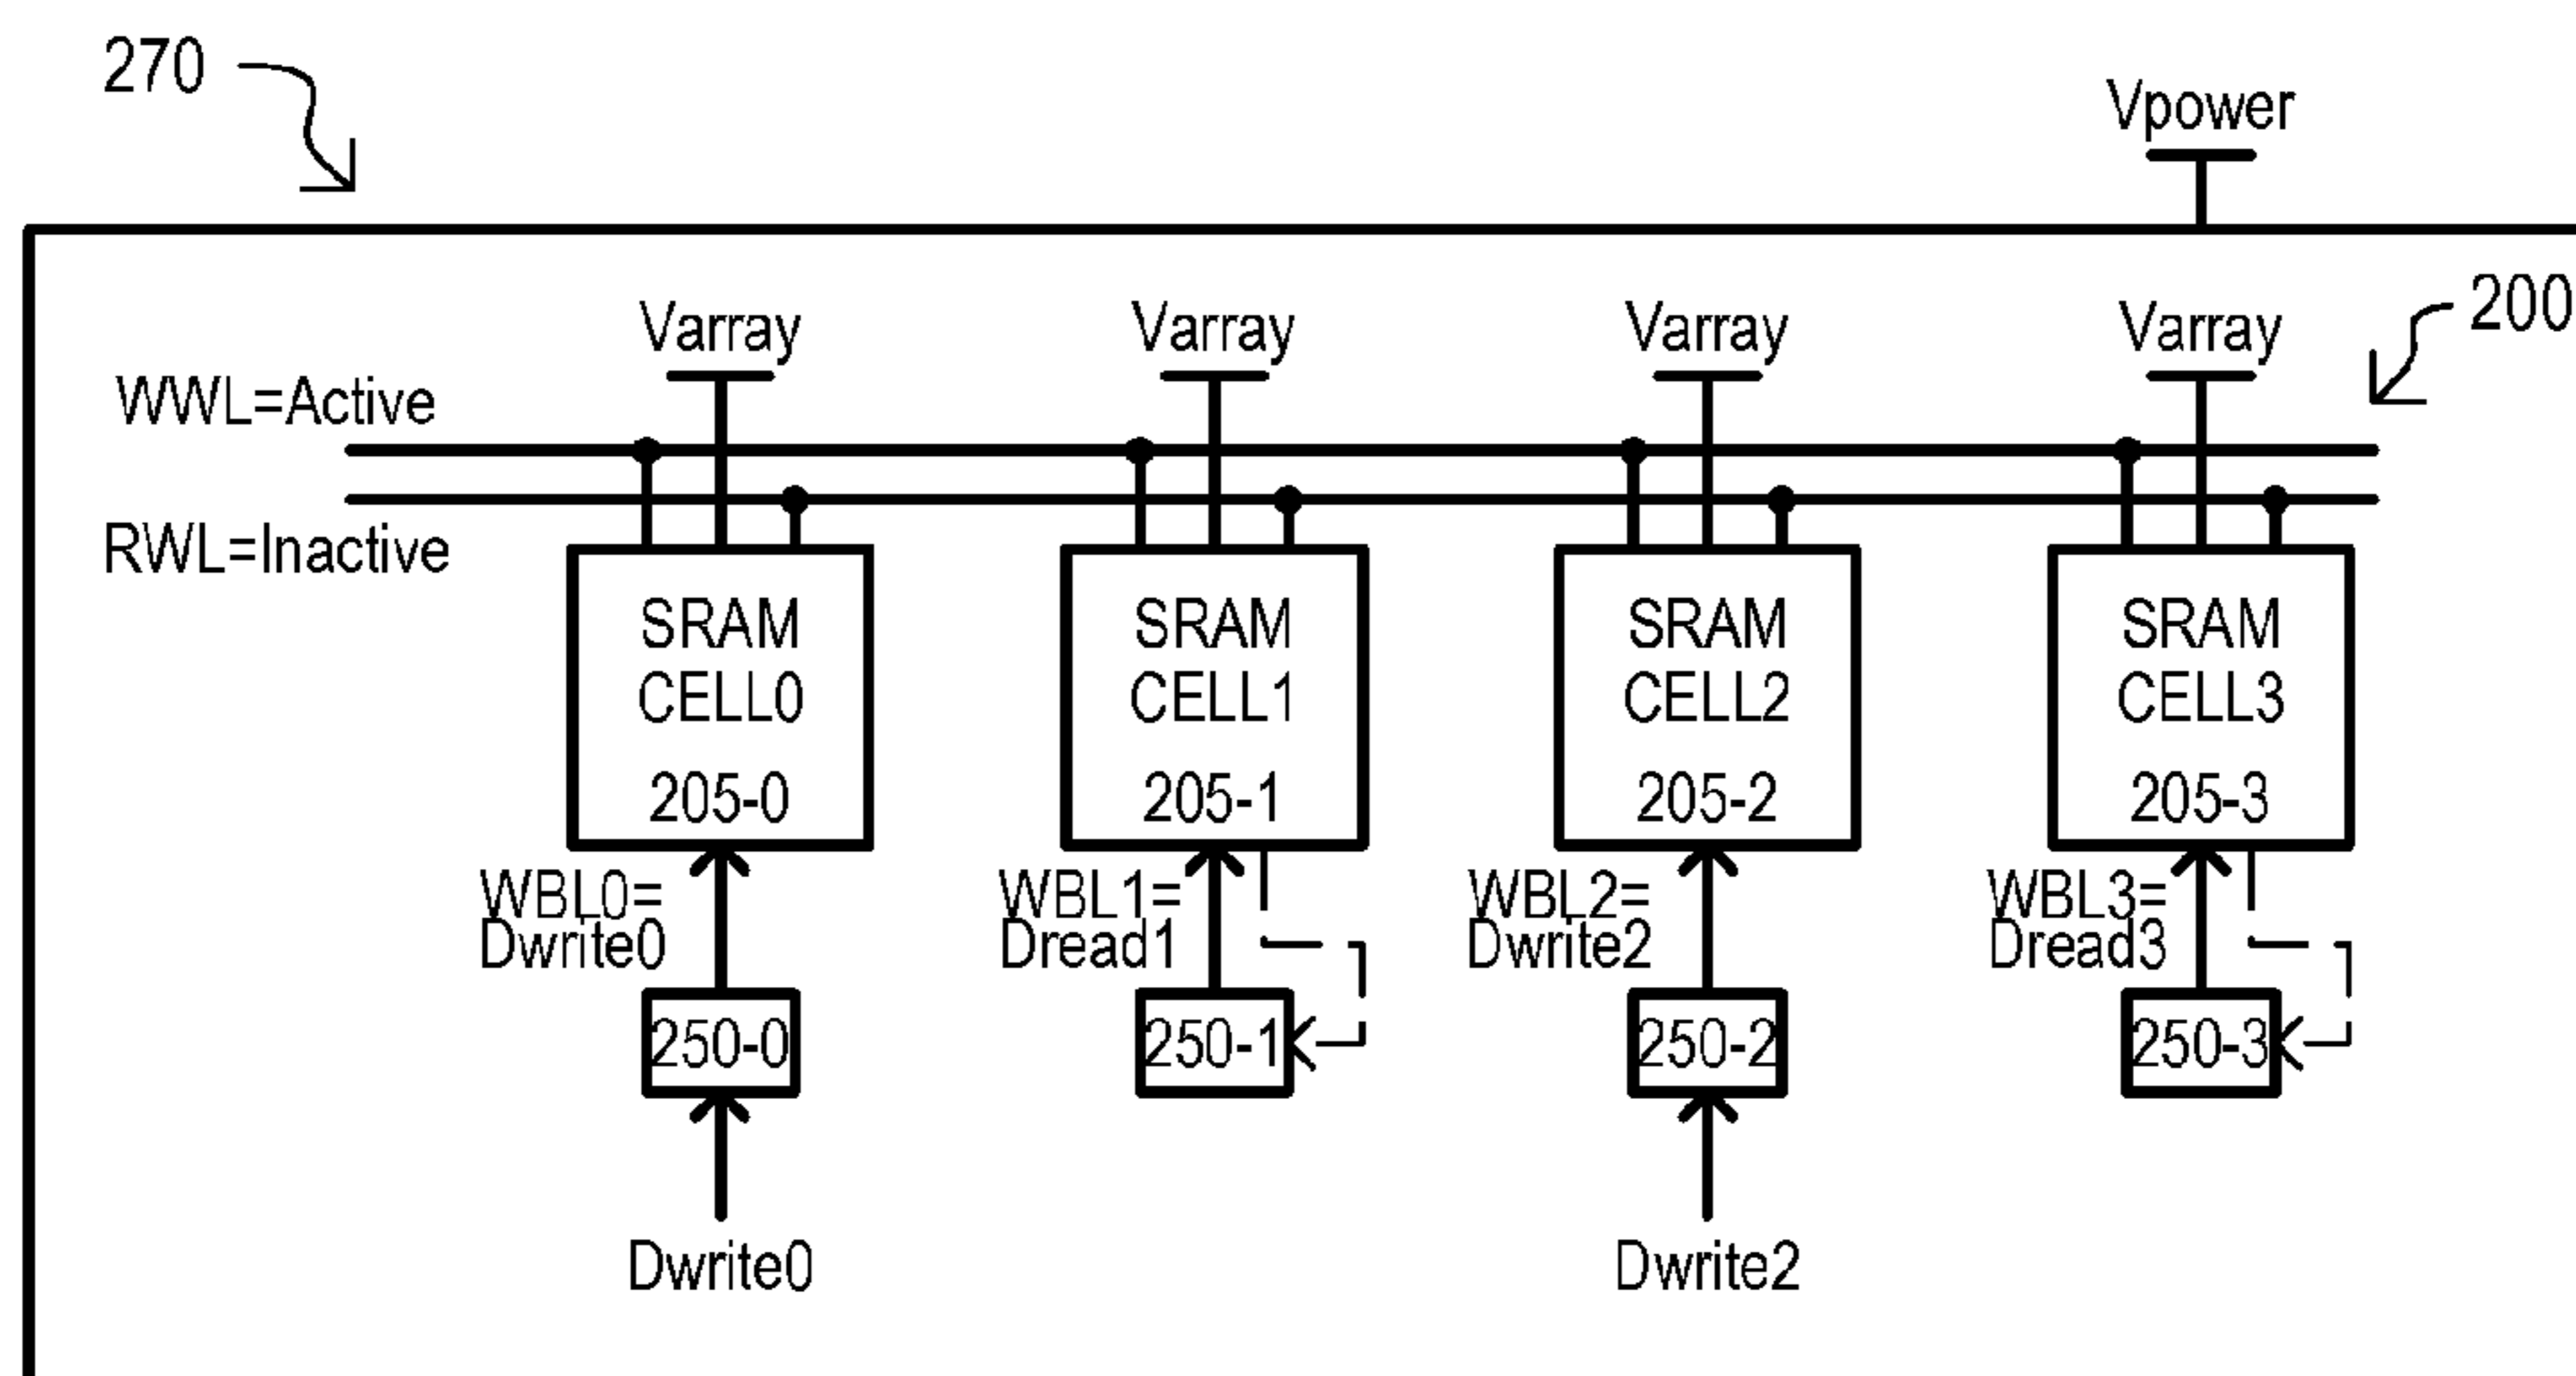 270
Vpower
200
Varray
Varray
Varray
Varray
WWL=Active
RWL=Inactive
SRAM
CELL0
205-0
SRAM
CELL1
205-1
SRAM
CELL2
205-2
SRAM
CELL3
205-3
WBL0=
Dwrite0
WBL1=
Dread1
WBL2=
Dwrite2
WBL3=
Dread3
250-0
250-1
250-2
250-3
Dwrite0
Dwrite2